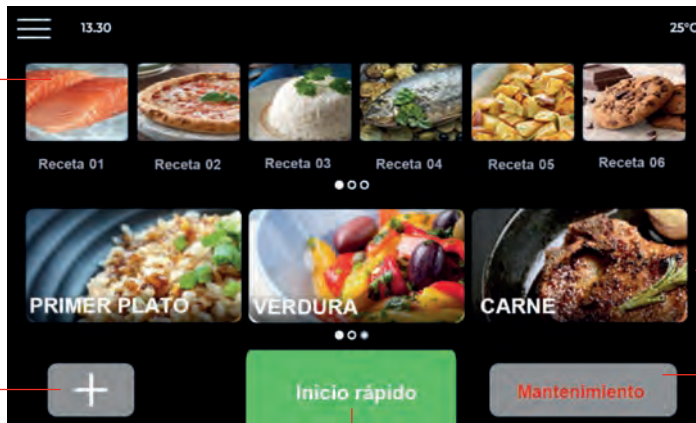 13.30
25°C
Receta 01 Receta 02 Receta 03 Receta 04 Receta 05 Receta 06
PRIMER PLATO VERDURA CARNE
Inicio rápido Mantenimiento